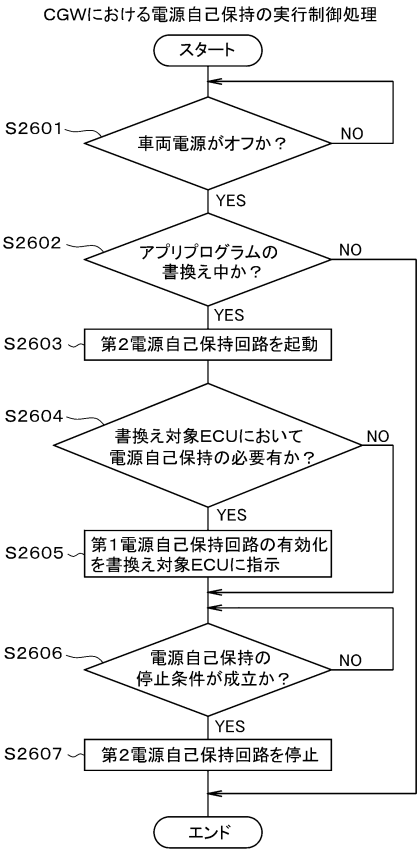 CGWにおける電源自己保持の実行制御処理
スタート
S2601
車両電源がオフか?
NO
YES
S2602
アプリプログラムの
書換え中か?
NO
YES
S2603
第2電源自己保持回路を起動
S2604
書換え対象ECUにおいて
電源自己保持の必要有か?
NO
YES
S2605
第1電源自己保持回路の有効化
を書換え対象ECUに指示
S2606
電源自己保持の
停止条件が成立か?
NO
YES
S2607
第2電源自己保持回路を停止
エンド